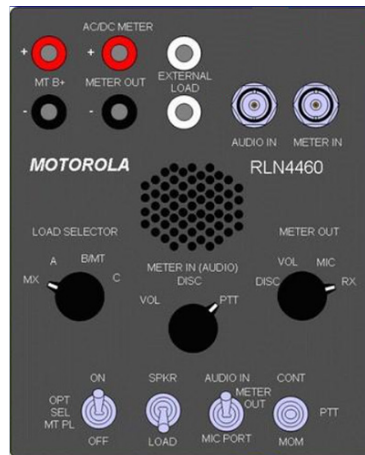 AC/DC METER
+ + 
MT B+ METER OUT EXTERNAL
LOAD
- -
AUDIO IN METER IN
MOTOROLA RLN4460
LOAD SELECTOR METER OUT
A B/MT C MX
METER IN (AUDIO)
VOL DISC PTT
DISC VOL MIC RX
ON SPKR AUDIO IN CONT
OPT
SEL
MT PL
METER
OUT
PTT
OFF LOAD MIC PORT MOM